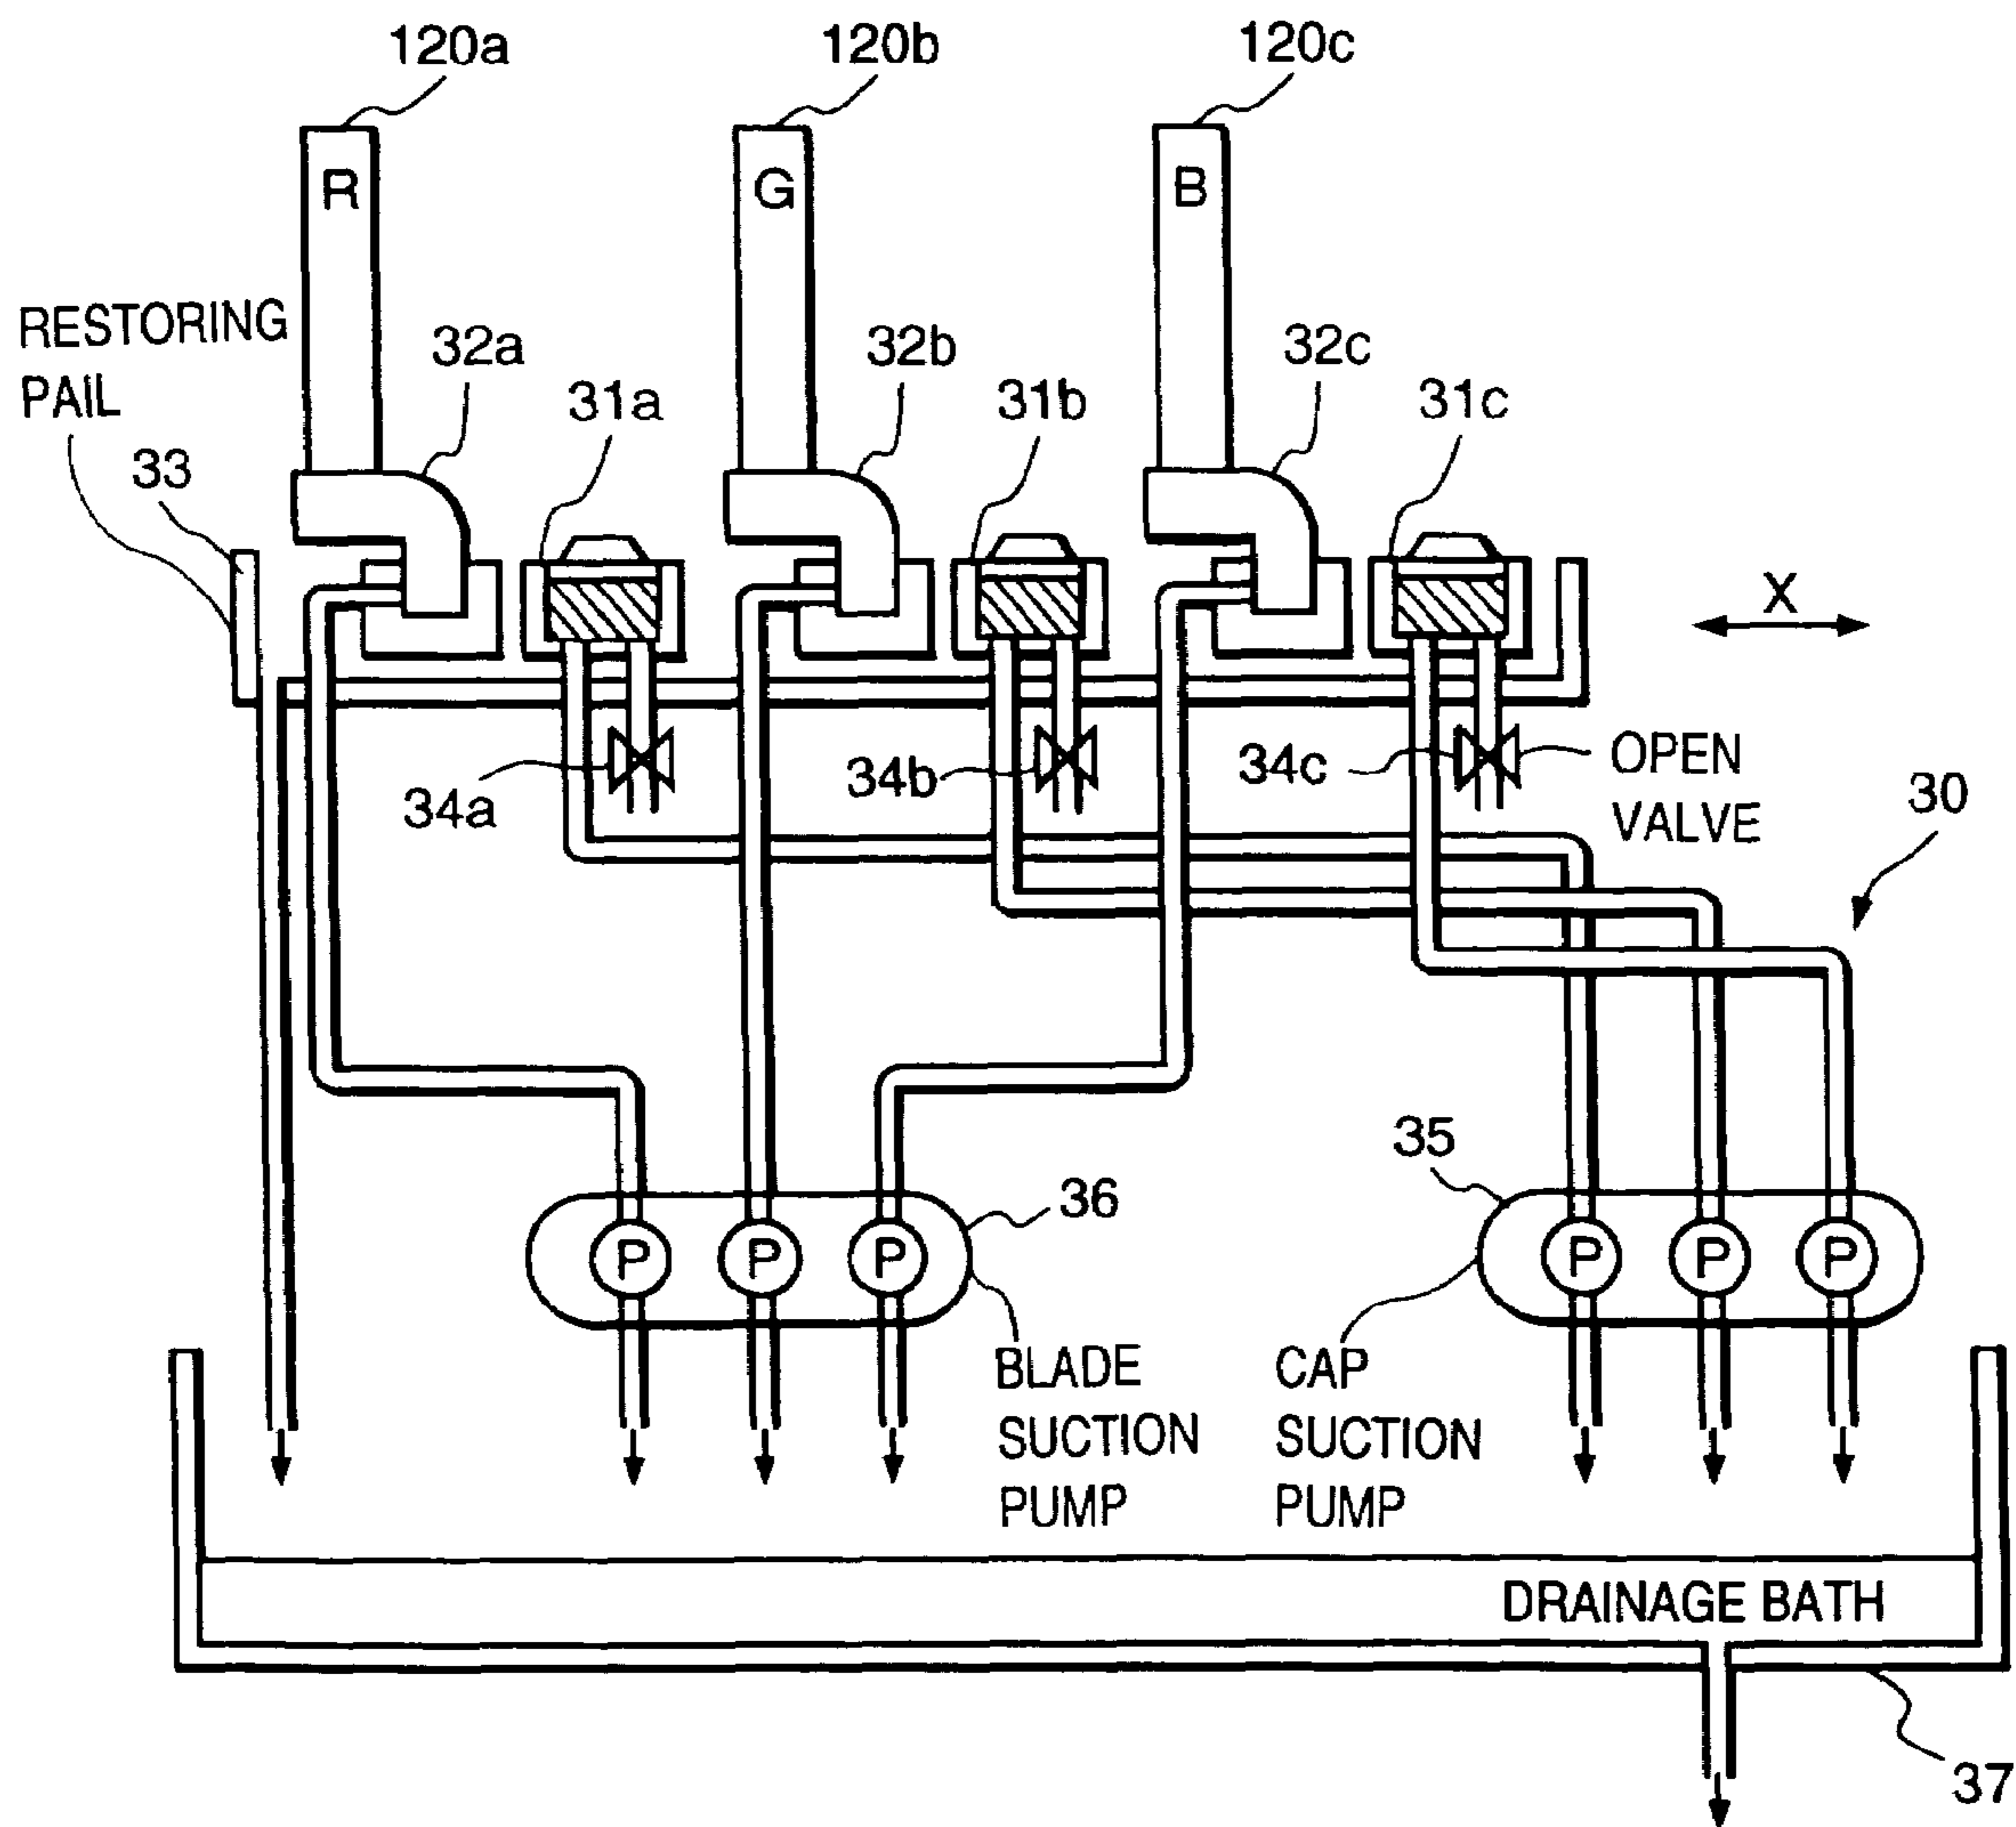 120a
120b
120c
R
G
B
RESTORING
PAIL
33
32a
31a
32b
31b
32c
31c
X
34a
34b
34c
OPEN
VALVE
30
35
36
P
P
P
P
P
P
BLADE
SUCTION
PUMP
CAP
SUCTION
PUMP
DRAINAGE BATH
37